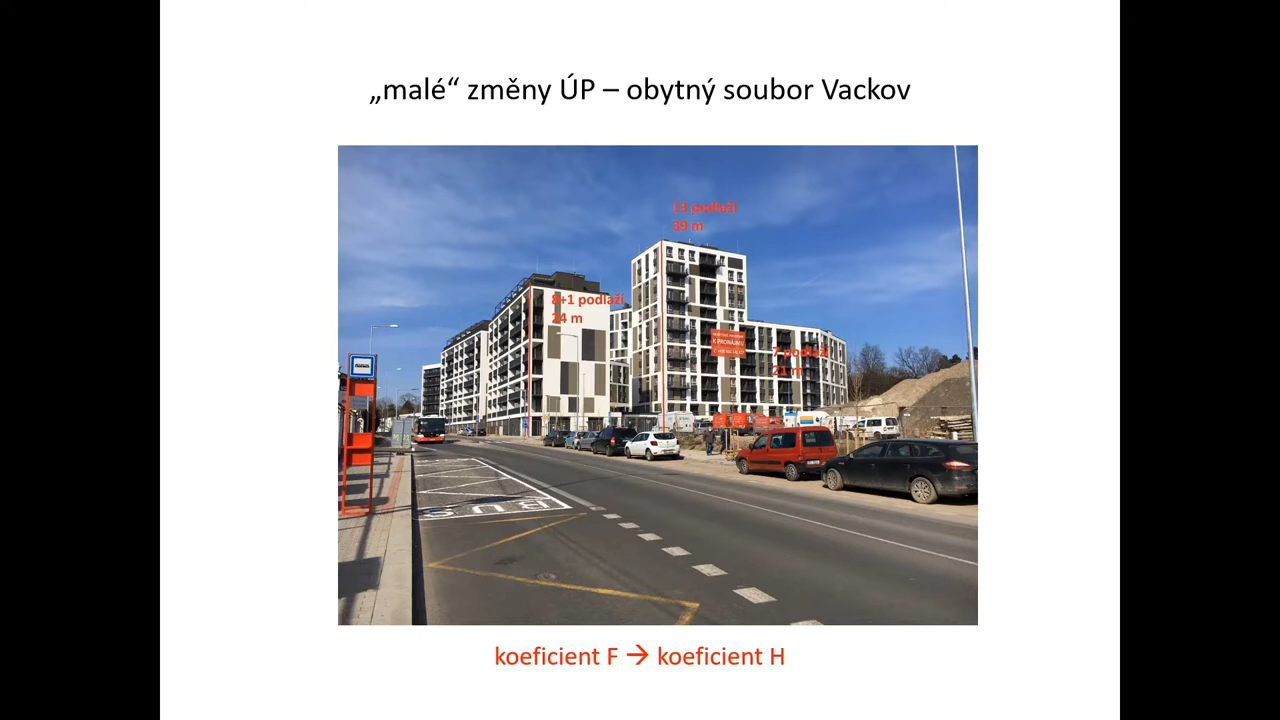 „malé“ změny ÚP – obytný soubor Vackov
13 podlaží
39 m
8+1 podlaží
24 m
K PRONÁJMU
7 podlaží
21 m
BUS
koeficient F → koeficient H